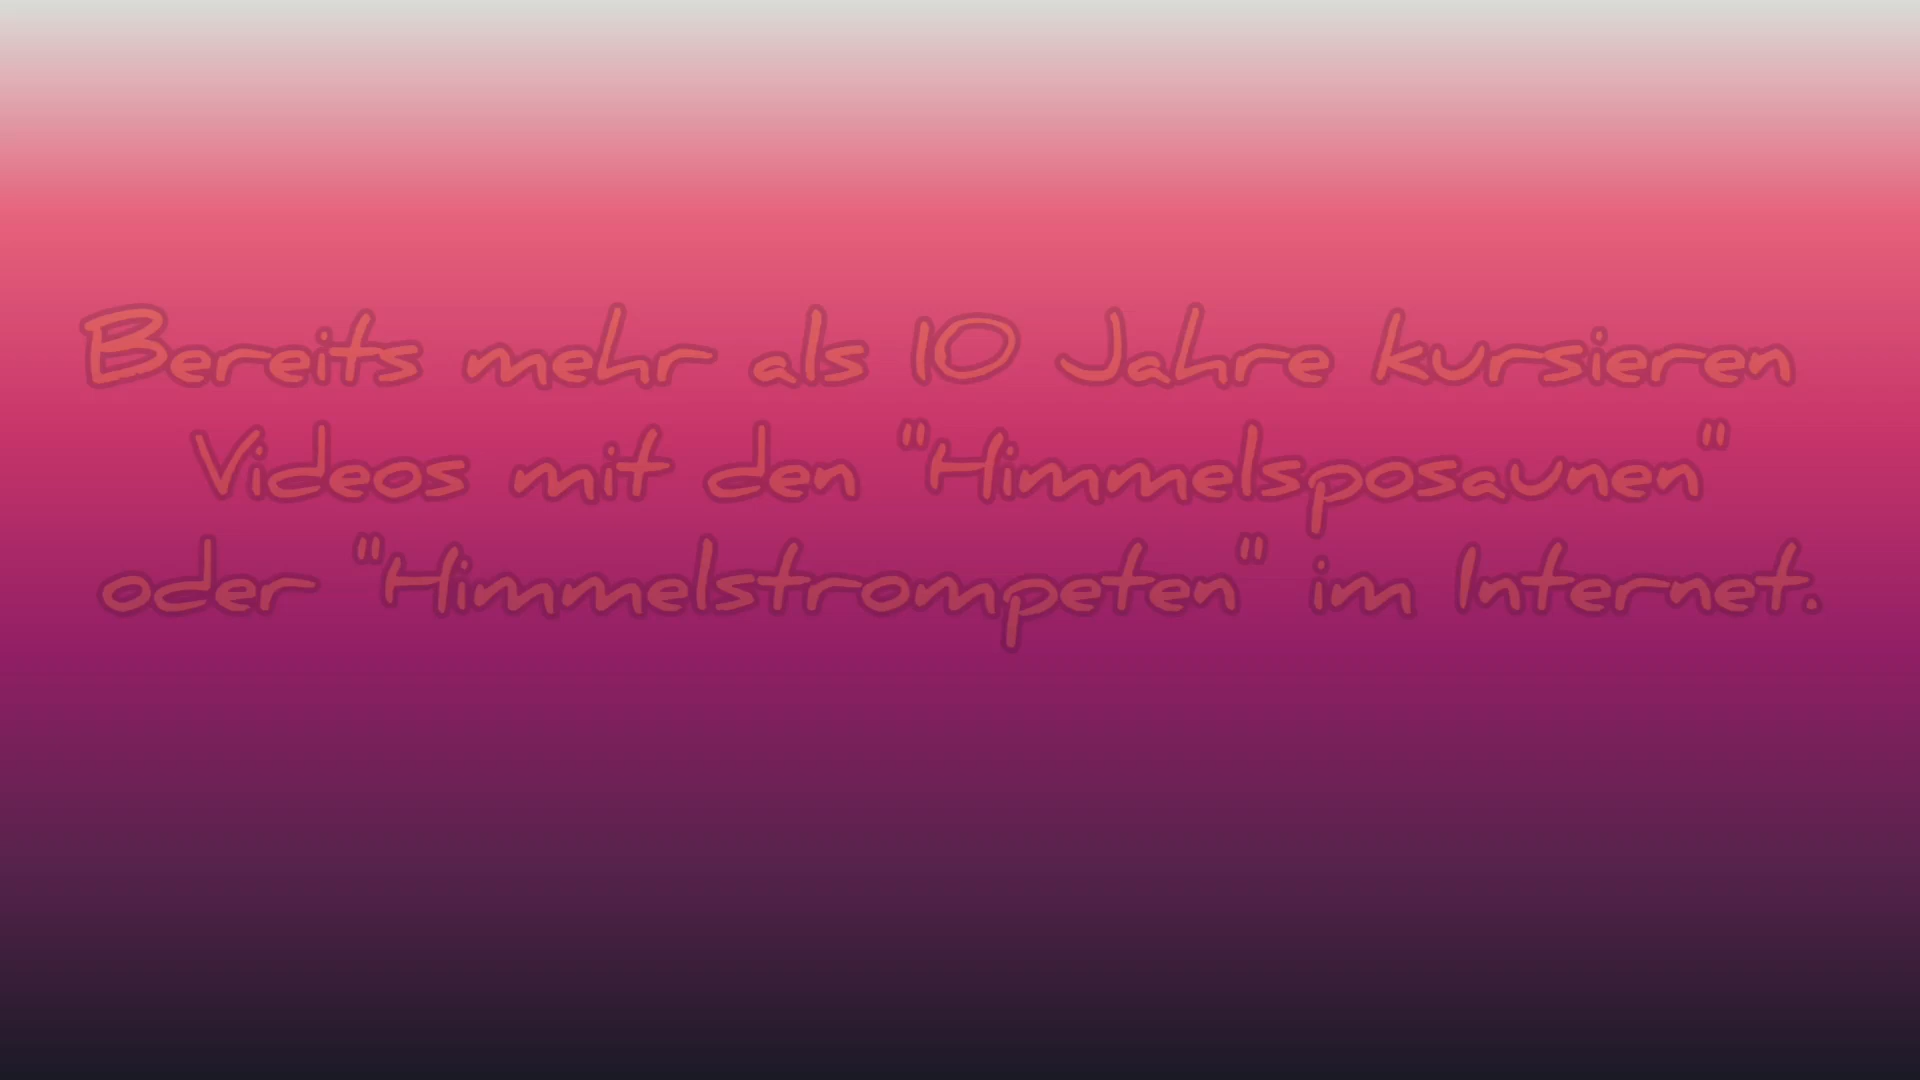 Bereits mehr als 10 Jahre kursieren
Videos mit den "Himmelsposaunen"
oder "Himmelstrompeten" im Internet.